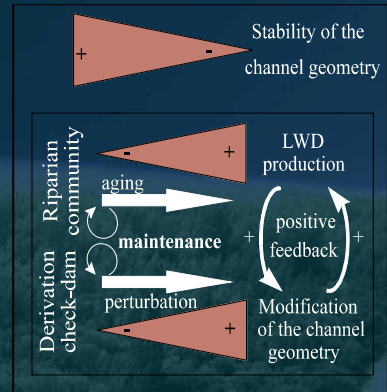 + -
Stability of the
channel geometry
- +
LWD
production
Riparian
community
aging
maintenance
+ positive +
feedback
Derivation
check-dam
perturbation
- +
Modification
of the channel
geometry